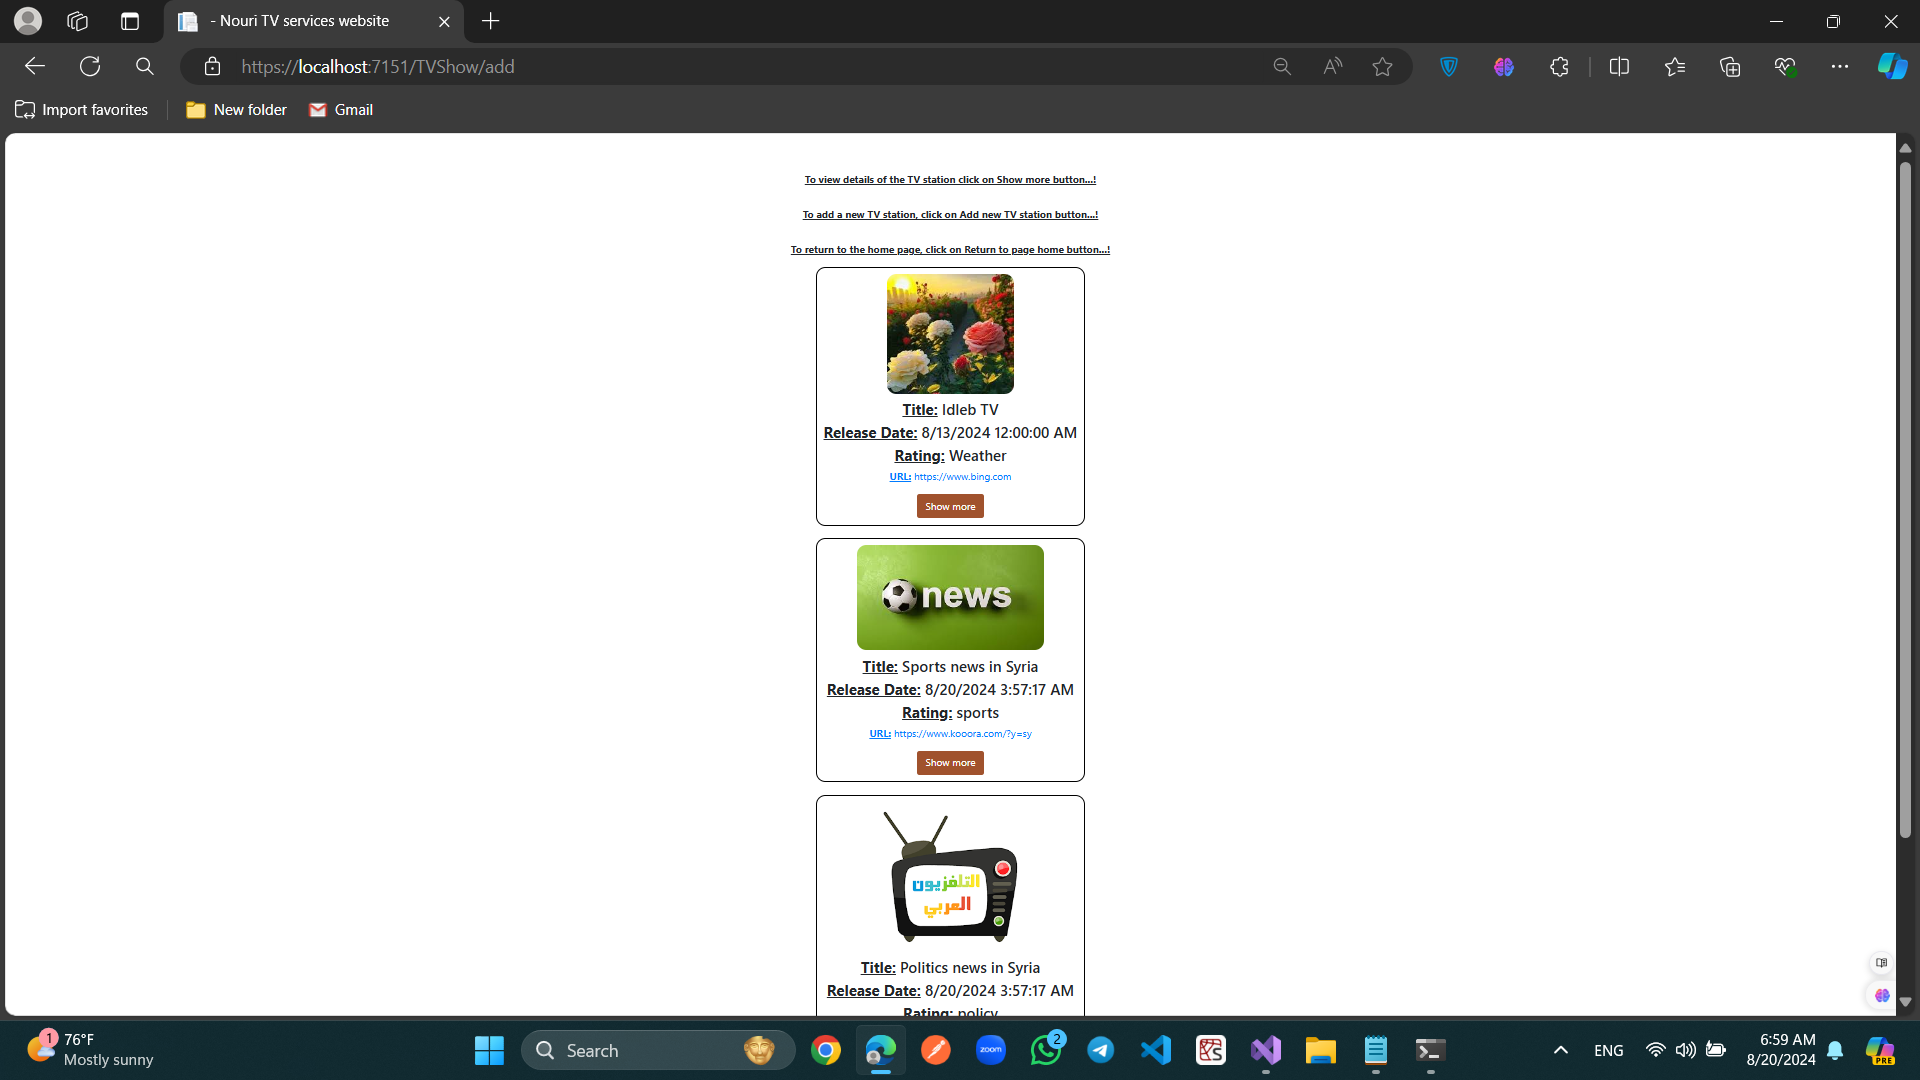 - Nouri TV services website
https://localhost:7151/TVShow/add
Import favorites
New folder
Gmail
To view details of the TV station click on Show more button...!
To add a new TV station, click on Add new TV station button...!
To return to the home page, click on Return to page home button...!
Title: Idleb TV
Release Date: 8/13/2024 12:00:00 AM
Rating: Weather
URL: https://www.bing.com
Show more
news
Title: Sports news in Syria
Release Date: 8/20/2024 3:57:17 AM
Rating: sports
URL: https://www.kooora.com/?y=sy
Show more
التلفزيون
العربي
Title: Politics news in Syria
Release Date: 8/20/2024 3:57:17 AM
Rating: policy
1
76°F
Mostly sunny
Search
zoom
2
ENG
6:59 AM
8/20/2024
PRE